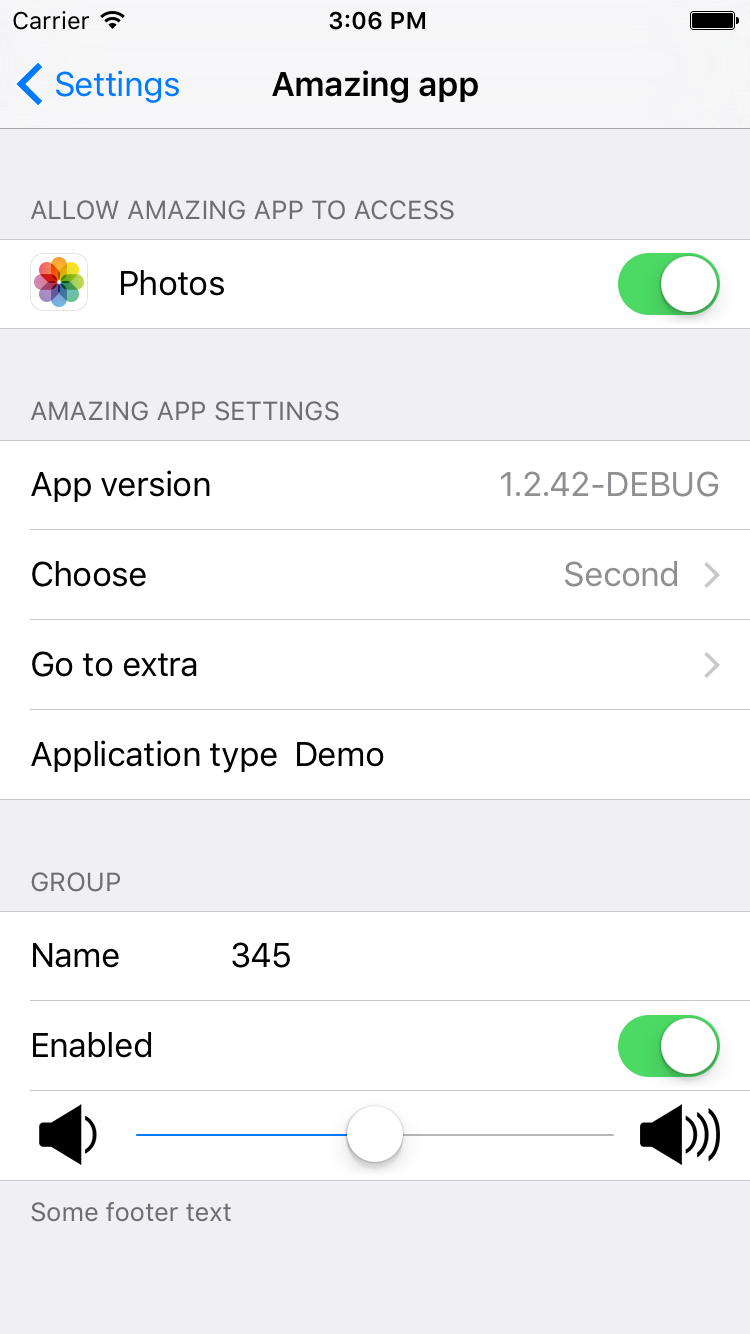 Carrier 3:06 PM
Settings Amazing app
ALLOW AMAZING APP TO ACCESS
Photos
AMAZING APP SETTINGS
App version 1.2.42-DEBUG
Choose Second
Go to extra
Application type Demo
GROUP
Name 345
Enabled
Some footer text